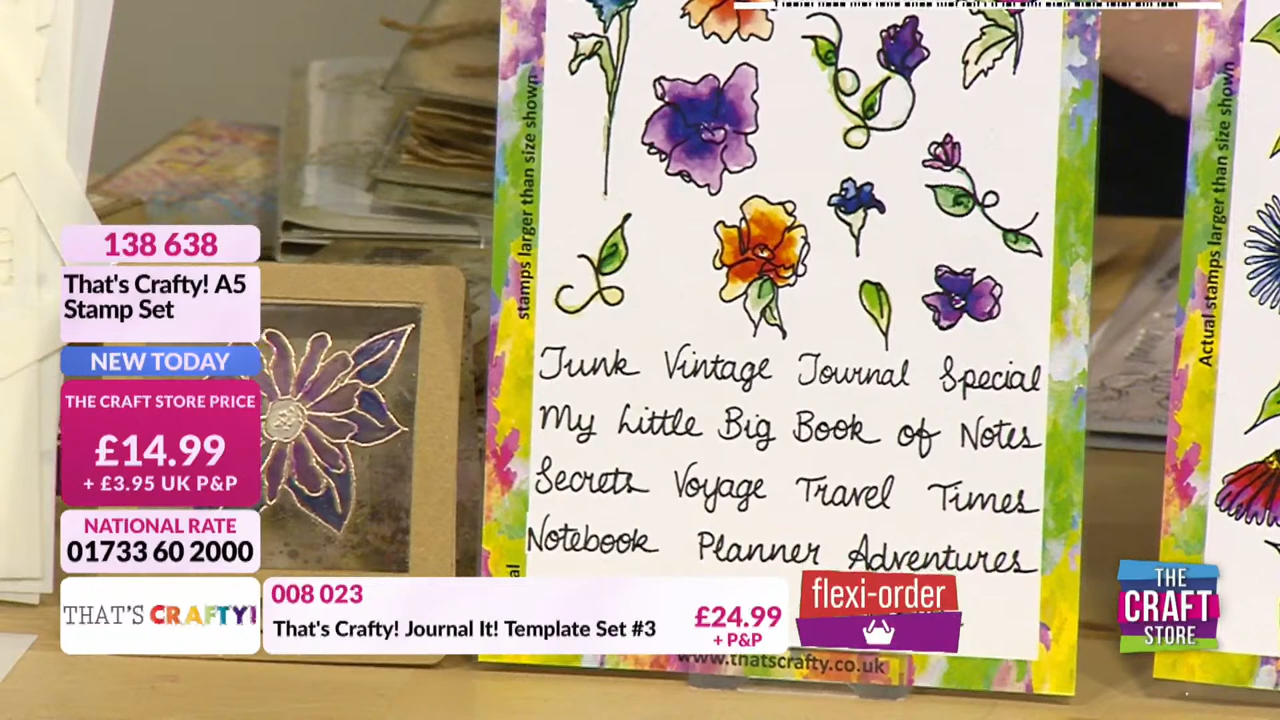 138 638
That's Crafty! A5
Stamp Set
NEW TODAY
THE CRAFT STORE PRICE
£14.99
+ £3.95 UK P&P
NATIONAL RATE
01733 60 2000
THAT'S CRAFTY!
008 023
That's Crafty! Journal It! Template Set #3
£24.99
+ P&P
flexi-order
THE
CRAFT
STORE
stamps larger than size shown
Junk Vintage Journal Special
My Little Big Book of Notes
Secrets Voyage Travel Times
Notebook Planner Adventures
www.thatscrafty.co.uk
Actual stamps larger than size shown